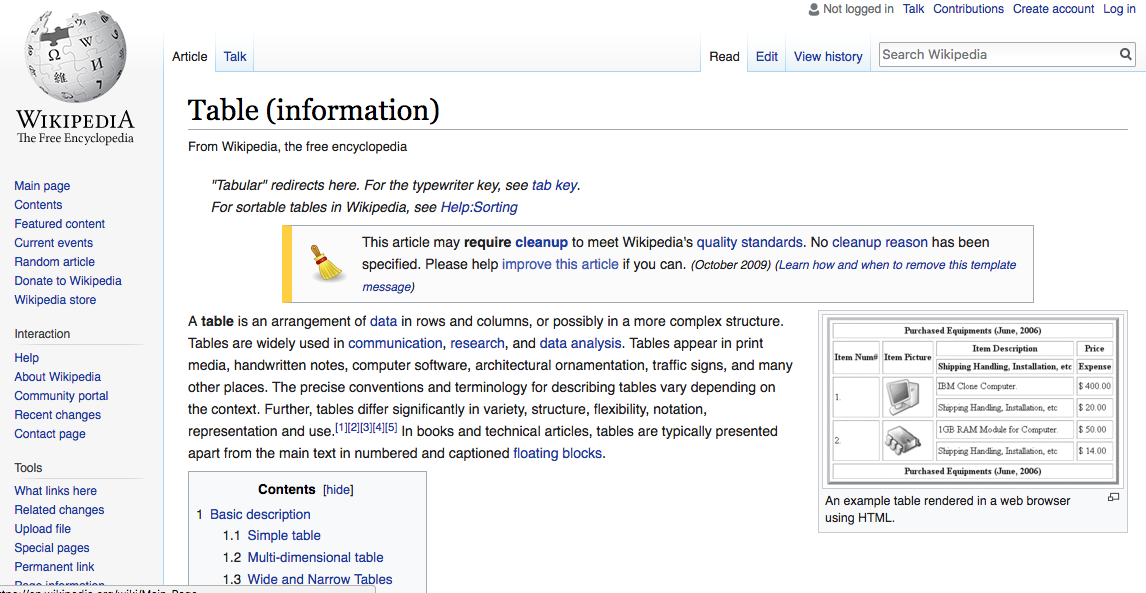 Not logged in Talk Contributions Create account Log in
Article Talk Read Edit View history Search Wikipedia
WIKIPEDIA
The Free Encyclopedia
Main page
Contents
Featured content
Current events
Random article
Donate to Wikipedia
Wikipedia store
Interaction
Help
About Wikipedia
Community portal
Recent changes
Contact page
Tools
What links here
Related changes
Upload file
Special pages
Permanent link
Page information
Table (information)
From Wikipedia, the free encyclopedia
"Tabular" redirects here. For the typewriter key, see tab key.
For sortable tables in Wikipedia, see Help:Sorting
This article may require cleanup to meet Wikipedia's quality standards. No cleanup reason has been
specified. Please help improve this article if you can. (October 2009) (Learn how and when to remove this template
message)
A table is an arrangement of data in rows and columns, or possibly in a more complex structure.
Tables are widely used in communication, research, and data analysis. Tables appear in print
media, handwritten notes, computer software, architectural ornamentation, traffic signs, and many
other places. The precise conventions and terminology for describing tables vary depending on
the context. Further, tables differ significantly in variety, structure, flexibility, notation,
representation and use.[1][2][3][4][5] In books and technical articles, tables are typically presented
apart from the main text in numbered and captioned floating blocks.
Contents [hide]
1 Basic description
1.1 Simple table
1.2 Multi-dimensional table
1.3 Wide and Narrow Tables
Purchased Equipments (June, 2006)
Item Num# Item Picture Item Description Price
Shipping Handling, Installation, etc Expense
1. IBM Clone Computer. $ 400.00
Shipping Handling, Installation, etc $ 20.00
2. 1GB RAM Module for Computer. $ 50.00
Shipping Handling, Installation, etc $ 14.00
Purchased Equipments (June, 2006)
An example table rendered in a web browser
using HTML.